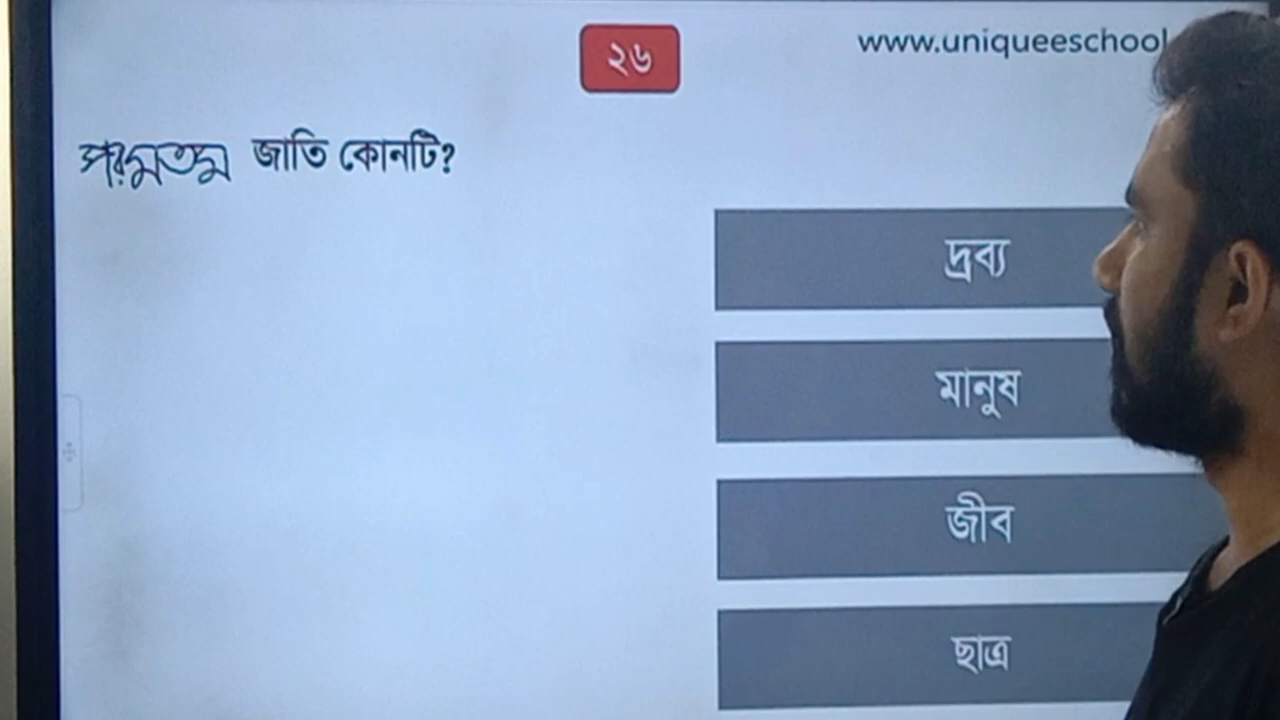 ২৬
www.uniqueeschool
পরমতম জাতি কোনটি?
দ্রব্য
মানুষ
জীব
ছাত্র